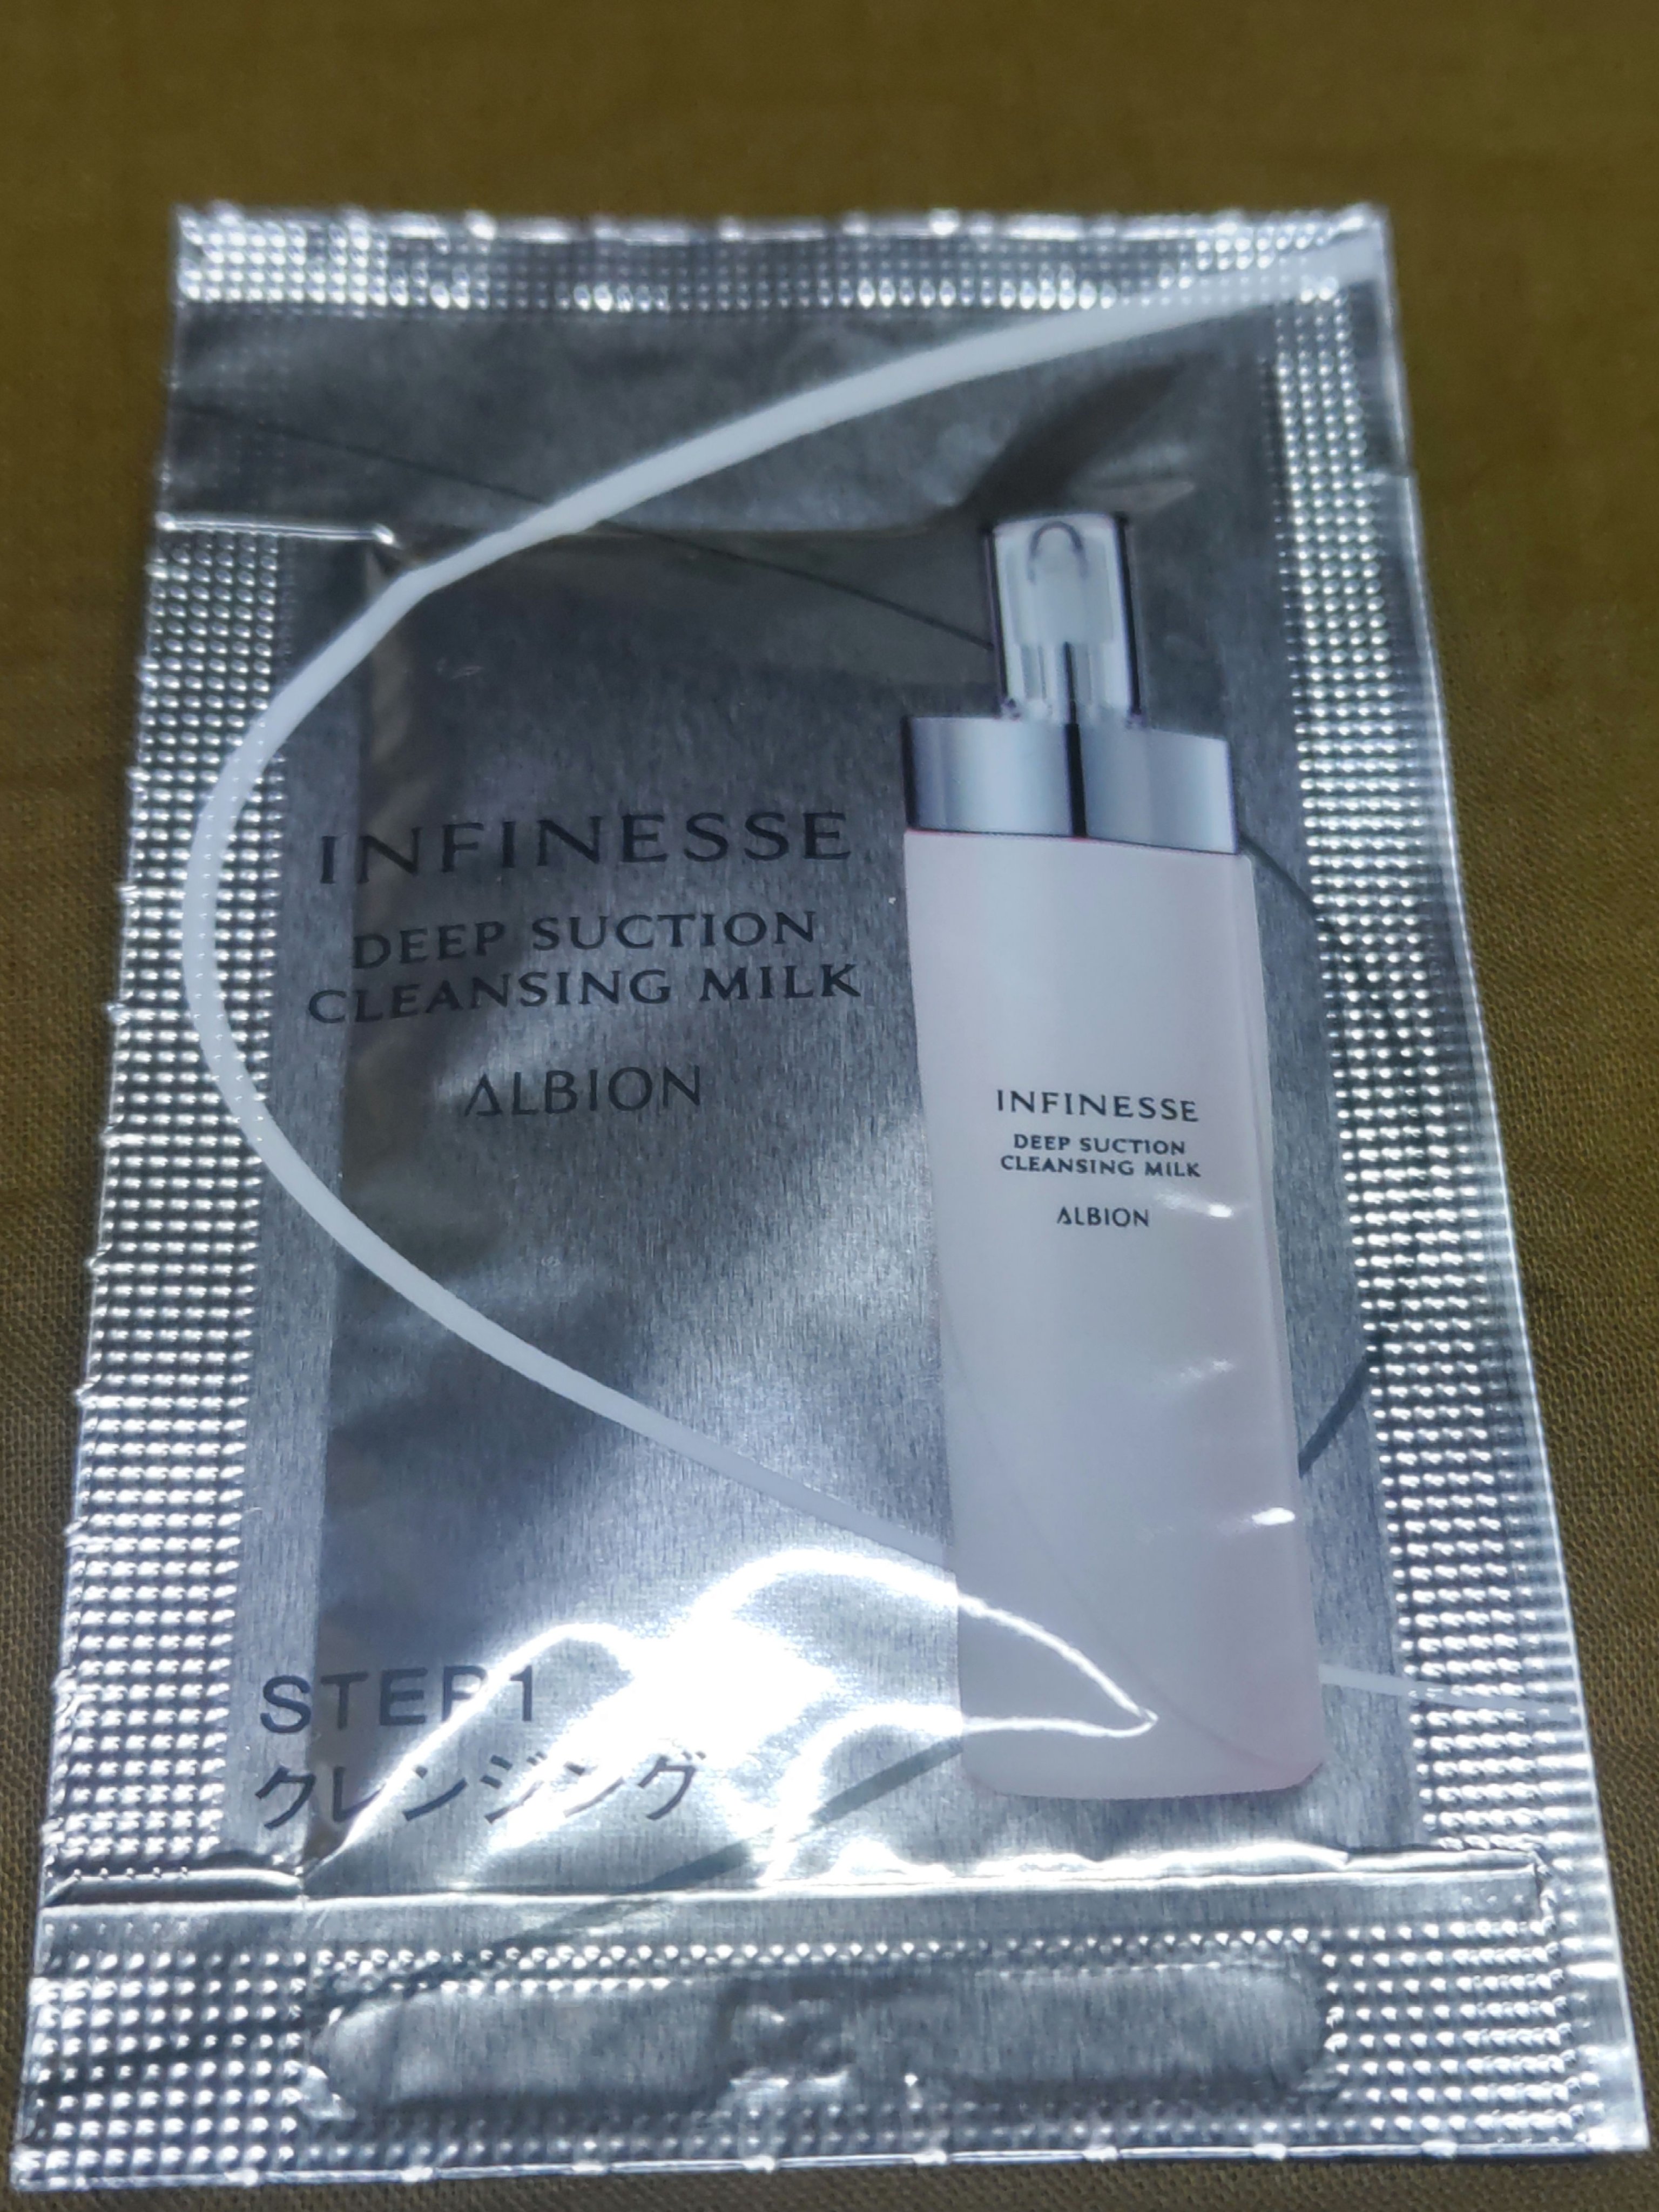 INFINESSE
DEEP SUCTION
CLEANSING MILK
ALBION
INFINESSE
DEEP SUCTION
CLEANSING MILK
ALBION
STEP1
クレンジング